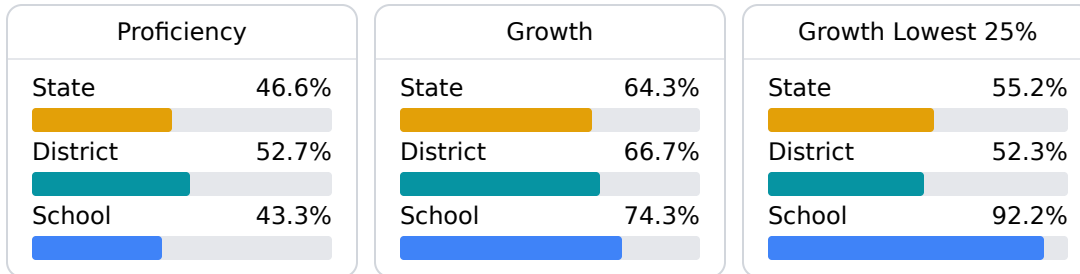 Proficiency
State 46.6%
District 52.7%
School 43.3%
Growth
State 64.3%
District 66.7%
School 74.3%
Growth Lowest 25%
State 55.2%
District 52.3%
School 92.2%